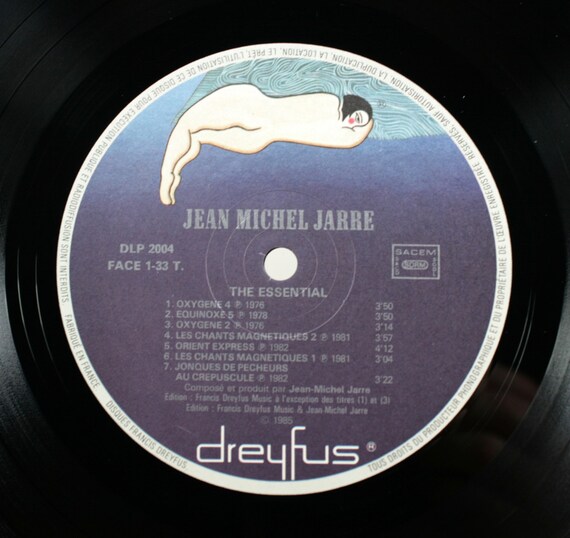 JEAN MICHEL JARRE
DLP 2004
FACE 1-33 T.
SACEM
SDRM
SACD
SGDL
THE ESSENTIAL
1. OXYGENE 4 ℗ 1976 3'50
2. EQUINOXE 5 ℗ 1978 3'50
3. OXYGENE 2 ℗ 1976 3'14
4. LES CHANTS MAGNETIQUES 2 ℗ 1981 3'57
5. ORIENT EXPRESS ℗ 1982 4'12
6. LES CHANTS MAGNETIQUES 1 ℗ 1981 3'04
7. JONQUES DE PECHEURS
AU CREPUSCULE ℗ 1982 3'22
Composé et produit par Jean-Michel Jarre
Edition : Francis Dreyfus Music à l'exception des titres (1) et (3)
Edition : Francis Dreyfus Music & Jean Michel Jarre
© 1985
dreyfus®
TOUS DROITS DU PRODUCTEUR PHONOGRAPHIQUE ET DU PROPRIETAIRE DE L'ŒUVRE ENREGISTREE RESERVES. SAUF AUTORISATION, LA DUPLICATION, LA LOCATION, LE PRET, L'UTILISATION DE CE DISQUE POUR EXECUTION PUBLIQUE ET RADIODIFFUSION SONT INTERDITS.
FABRIQUE EN FRANCE
DISQUES FRANCIS DREYFUS